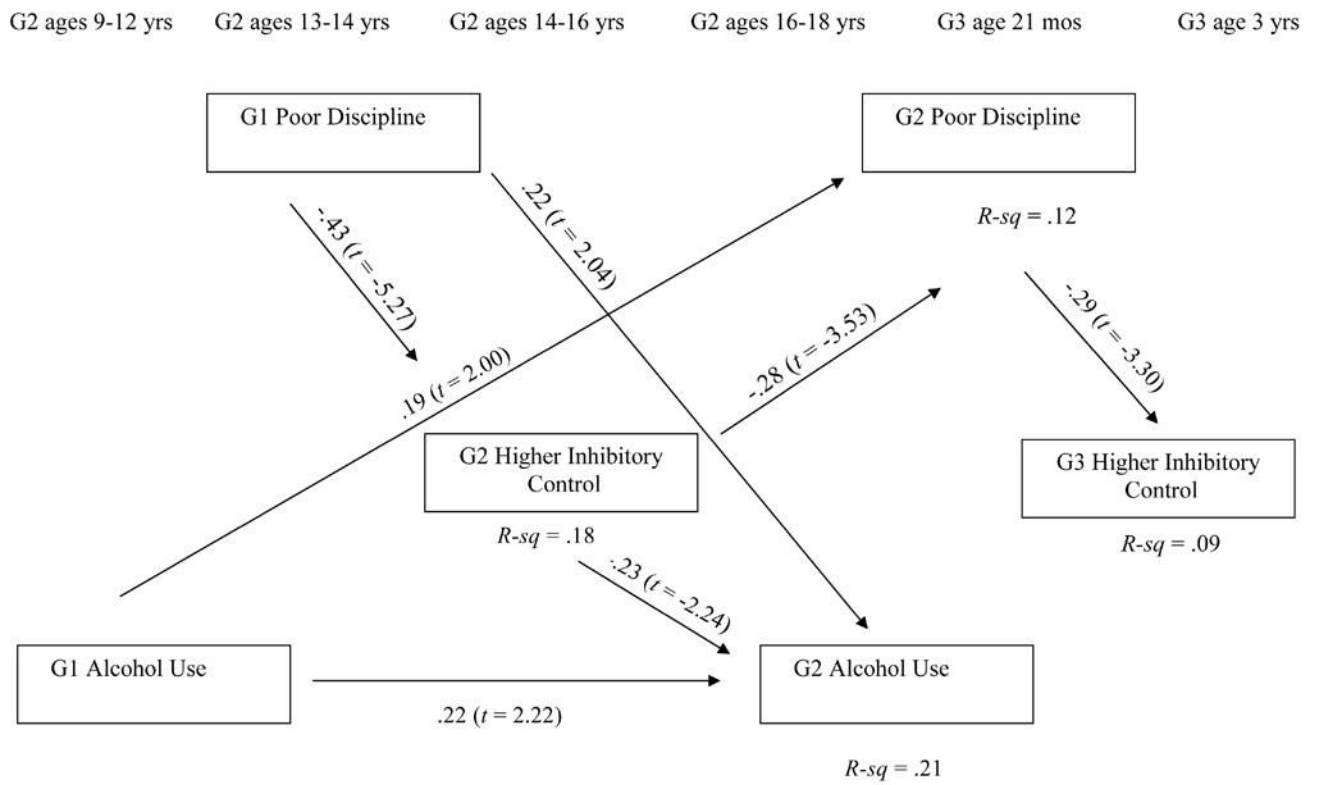 G2 ages 9-12 yrs G2 ages 13-14 yrs G2 ages 14-16 yrs G2 ages 16-18 yrs G3 age 21 mos G3 age 3 yrs
G1 Poor Discipline
G2 Poor Discipline
R-sq = .12
-.43 (t = -5.27)
.22 (t = 2.04)
.19 (t = 2.00)
-.28 (t = -3.53)
-.29 (t = -3.30)
G2 Higher Inhibitory
Control
R-sq = .18
G3 Higher Inhibitory
Control
R-sq = .09
-.23 (t = -2.24)
G1 Alcohol Use
G2 Alcohol Use
.22 (t = 2.22)
R-sq = .21